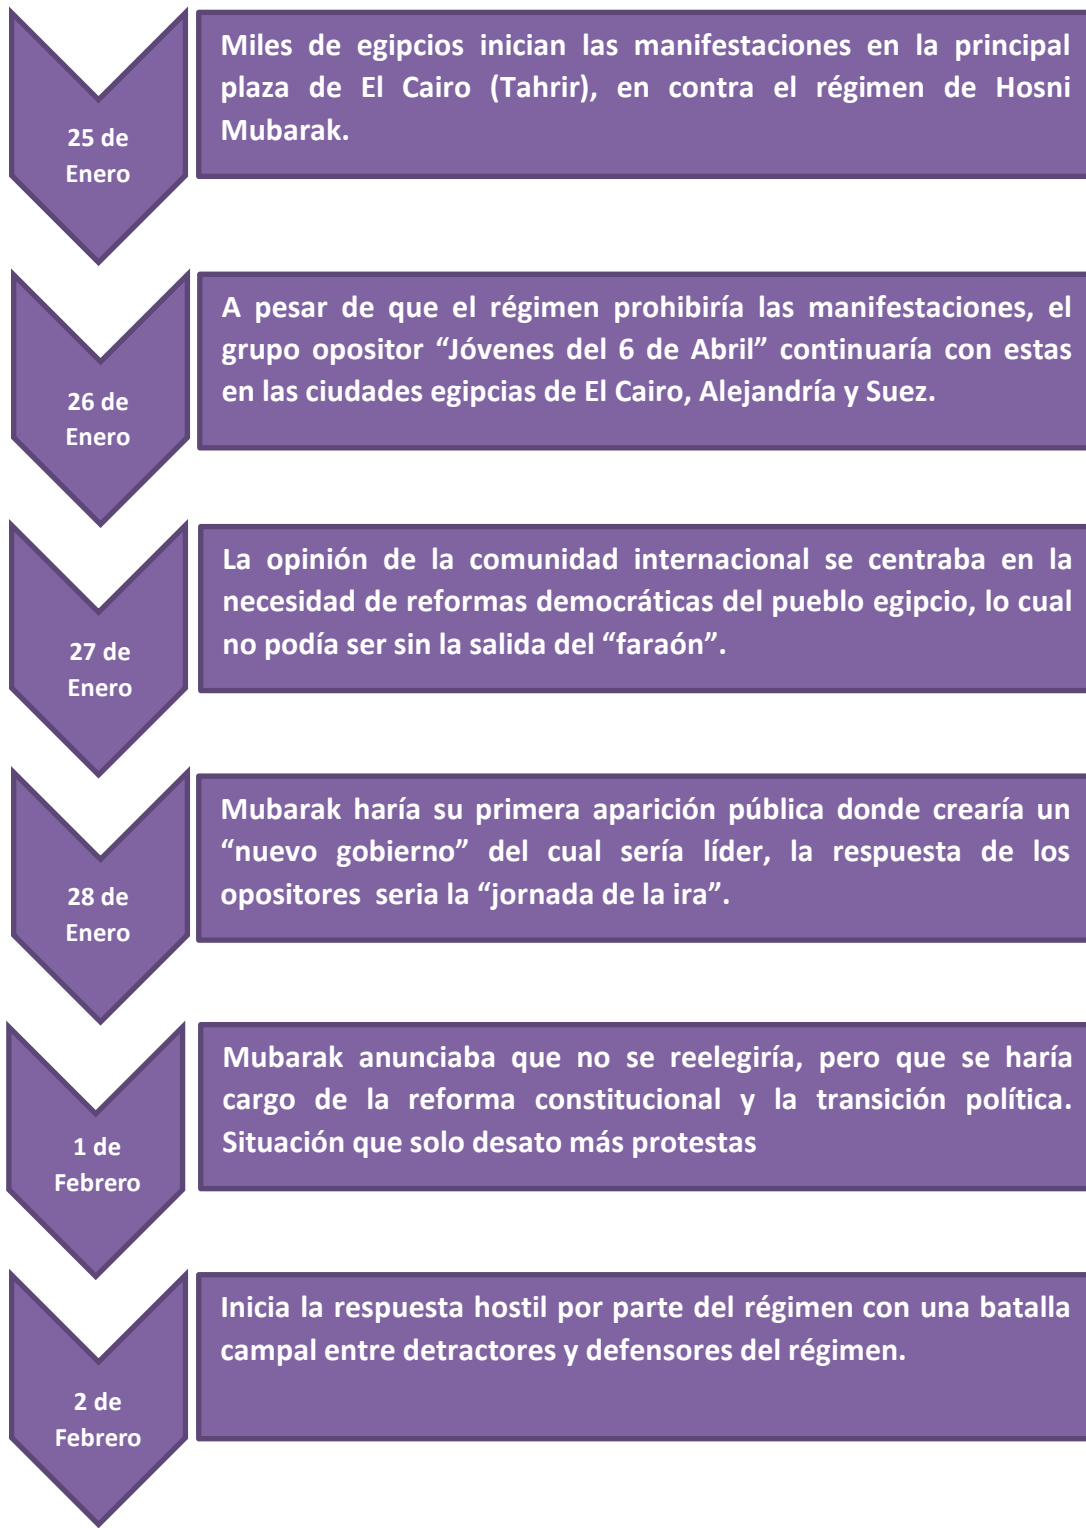 25 de
Enero
Miles de egipcios inician las manifestaciones en la principal
plaza de El Cairo (Tahrir), en contra el régimen de Hosni
Mubarak.
26 de
Enero
A pesar de que el régimen prohibiría las manifestaciones, el
grupo opositor “Jóvenes del 6 de Abril” continuaría con estas
en las ciudades egipcias de El Cairo, Alejandría y Suez.
27 de
Enero
La opinión de la comunidad internacional se centraba en la
necesidad de reformas democráticas del pueblo egipcio, lo cual
no podía ser sin la salida del “faraón”.
28 de
Enero
Mubarak haría su primera aparición pública donde crearía un
“nuevo gobierno” del cual sería líder, la respuesta de los
opositores seria la “jornada de la ira”.
1 de
Febrero
Mubarak anunciaba que no se reelegiría, pero que se haría
cargo de la reforma constitucional y la transición política.
Situación que solo desato más protestas
2 de
Febrero
Inicia la respuesta hostil por parte del régimen con una batalla
campal entre detractores y defensores del régimen.